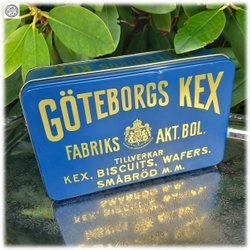 GÖTEBORGS KEX
FABRIKS AKT. BOL.
TILLVERKAR
KEX, BISCUITS, WAFERS,
SMÅBRÖD M. M.